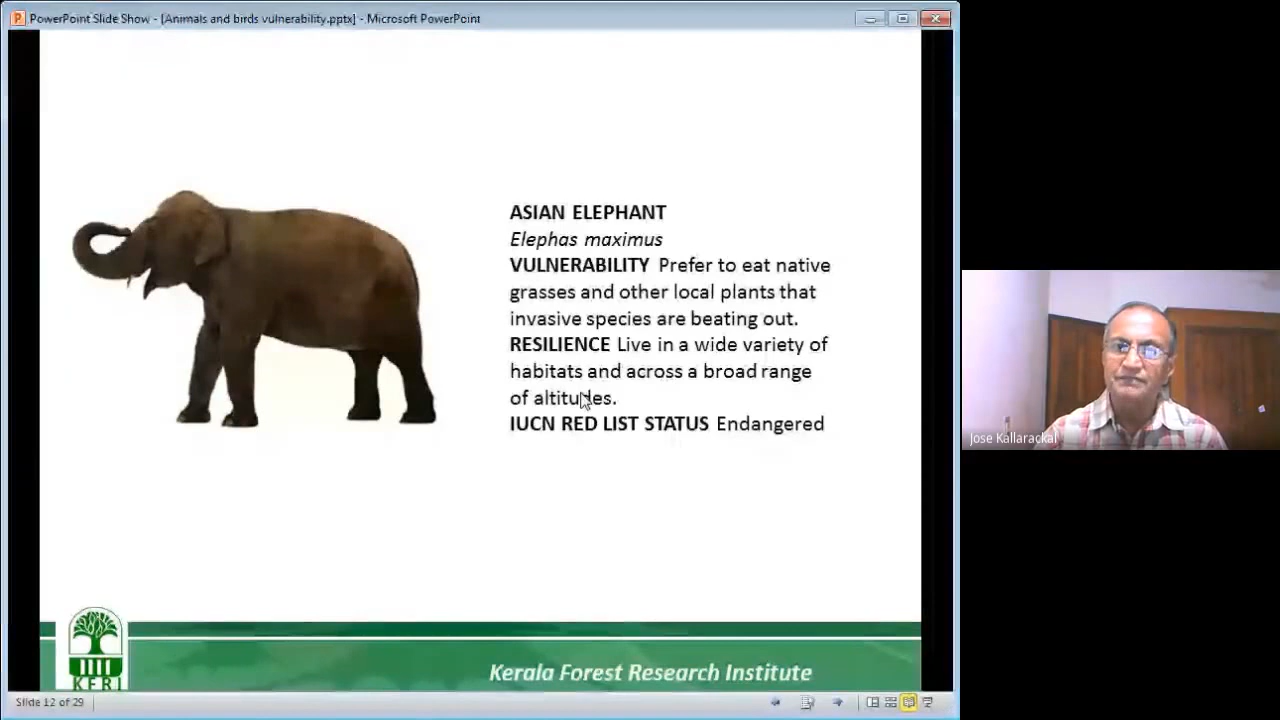 PowerPoint Slide Show - [Animals and birds vulnerability.pptx] - Microsoft PowerPoint
ASIAN ELEPHANT
Elephas maximus
VULNERABILITY Prefer to eat native
grasses and other local plants that
invasive species are beating out.
RESILIENCE Live in a wide variety of
habitats and across a broad range
of altitudes.
IUCN RED LIST STATUS Endangered
Jose Kallarackal
KFRI
Kerala Forest Research Institute
Slide 12 of 29